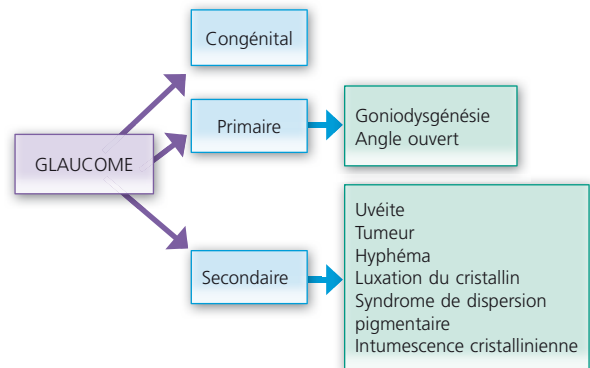 GLAUCOME
Congénital
Primaire
Goniodysgénésie
Angle ouvert
Secondaire
Uvéite
Tumeur
Hyphéma
Luxation du cristallin
Syndrome de dispersion
pigmentaire
Intumescence cristallinienne